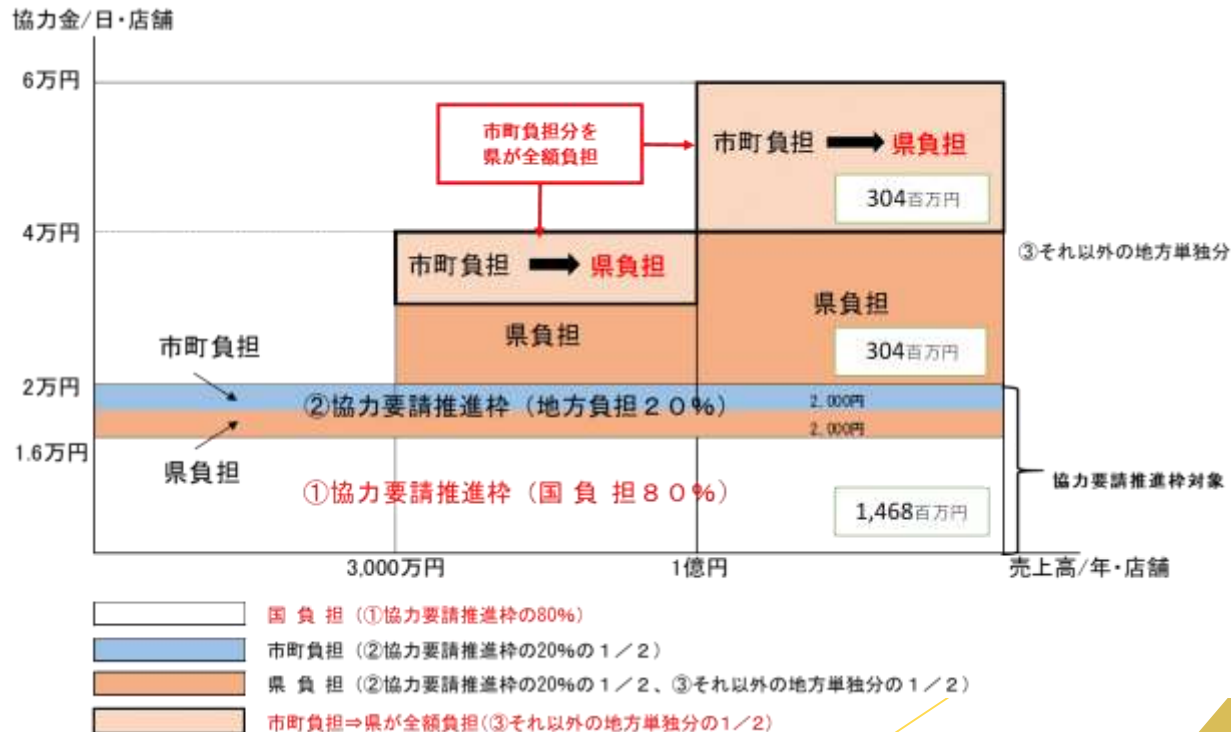 協力金/日・店舗
6万円
市町負担分を
県が全額負担
市町負担 県負担
304百万円
4万円
③それ以外の地方単独分
市町負担 県負担
県負担
県負担
304百万円
市町負担
2万円
②協力要請推進枠（地方負担２０％）
2,000円
2,000円
1.6万円
県負担
①協力要請推進枠（国 負 担８０％）
協力要請推進枠対象
1,468百万円
3,000万円
1億円
売上高/年・店舗
国 負 担（①協力要請推進枠の80%）
市町負担（②協力要請推進枠の20%の１／２）
県 負 担（②協力要請推進枠の20%の１／２、③それ以外の地方単独分の１／２）
市町負担⇒県が全額負担(③それ以外の地方単独分の1／2)